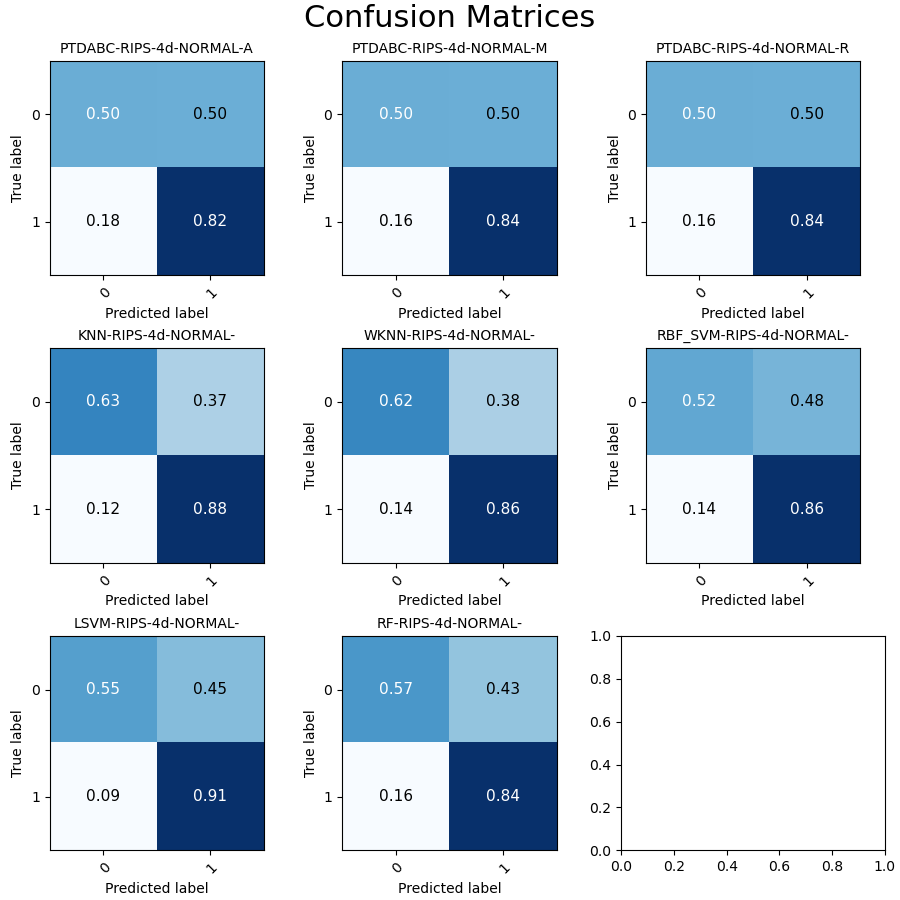 Confusion Matrices
PTDABC-RIPS-4d-NORMAL-A
0
0.50 0.50
True label
1
0.18 0.82
0 1
Predicted label
PTDABC-RIPS-4d-NORMAL-M
0
0.50 0.50
True label
1
0.16 0.84
0 1
Predicted label
PTDABC-RIPS-4d-NORMAL-R
0
0.50 0.50
True label
1
0.16 0.84
0 1
Predicted label
KNN-RIPS-4d-NORMAL-
0
0.63 0.37
True label
1
0.12 0.88
0 1
Predicted label
WKNN-RIPS-4d-NORMAL-
0
0.62 0.38
True label
1
0.14 0.86
0 1
Predicted label
RBF_SVM-RIPS-4d-NORMAL-
0
0.52 0.48
True label
1
0.14 0.86
0 1
Predicted label
LSVM-RIPS-4d-NORMAL-
0
0.55 0.45
True label
1
0.09 0.91
0 1
Predicted label
RF-RIPS-4d-NORMAL-
0
0.57 0.43
True label
1
0.16 0.84
0 1
Predicted label
1.0
0.8
0.6
0.4
0.2
0.0
0.0 0.2 0.4 0.6 0.8 1.0